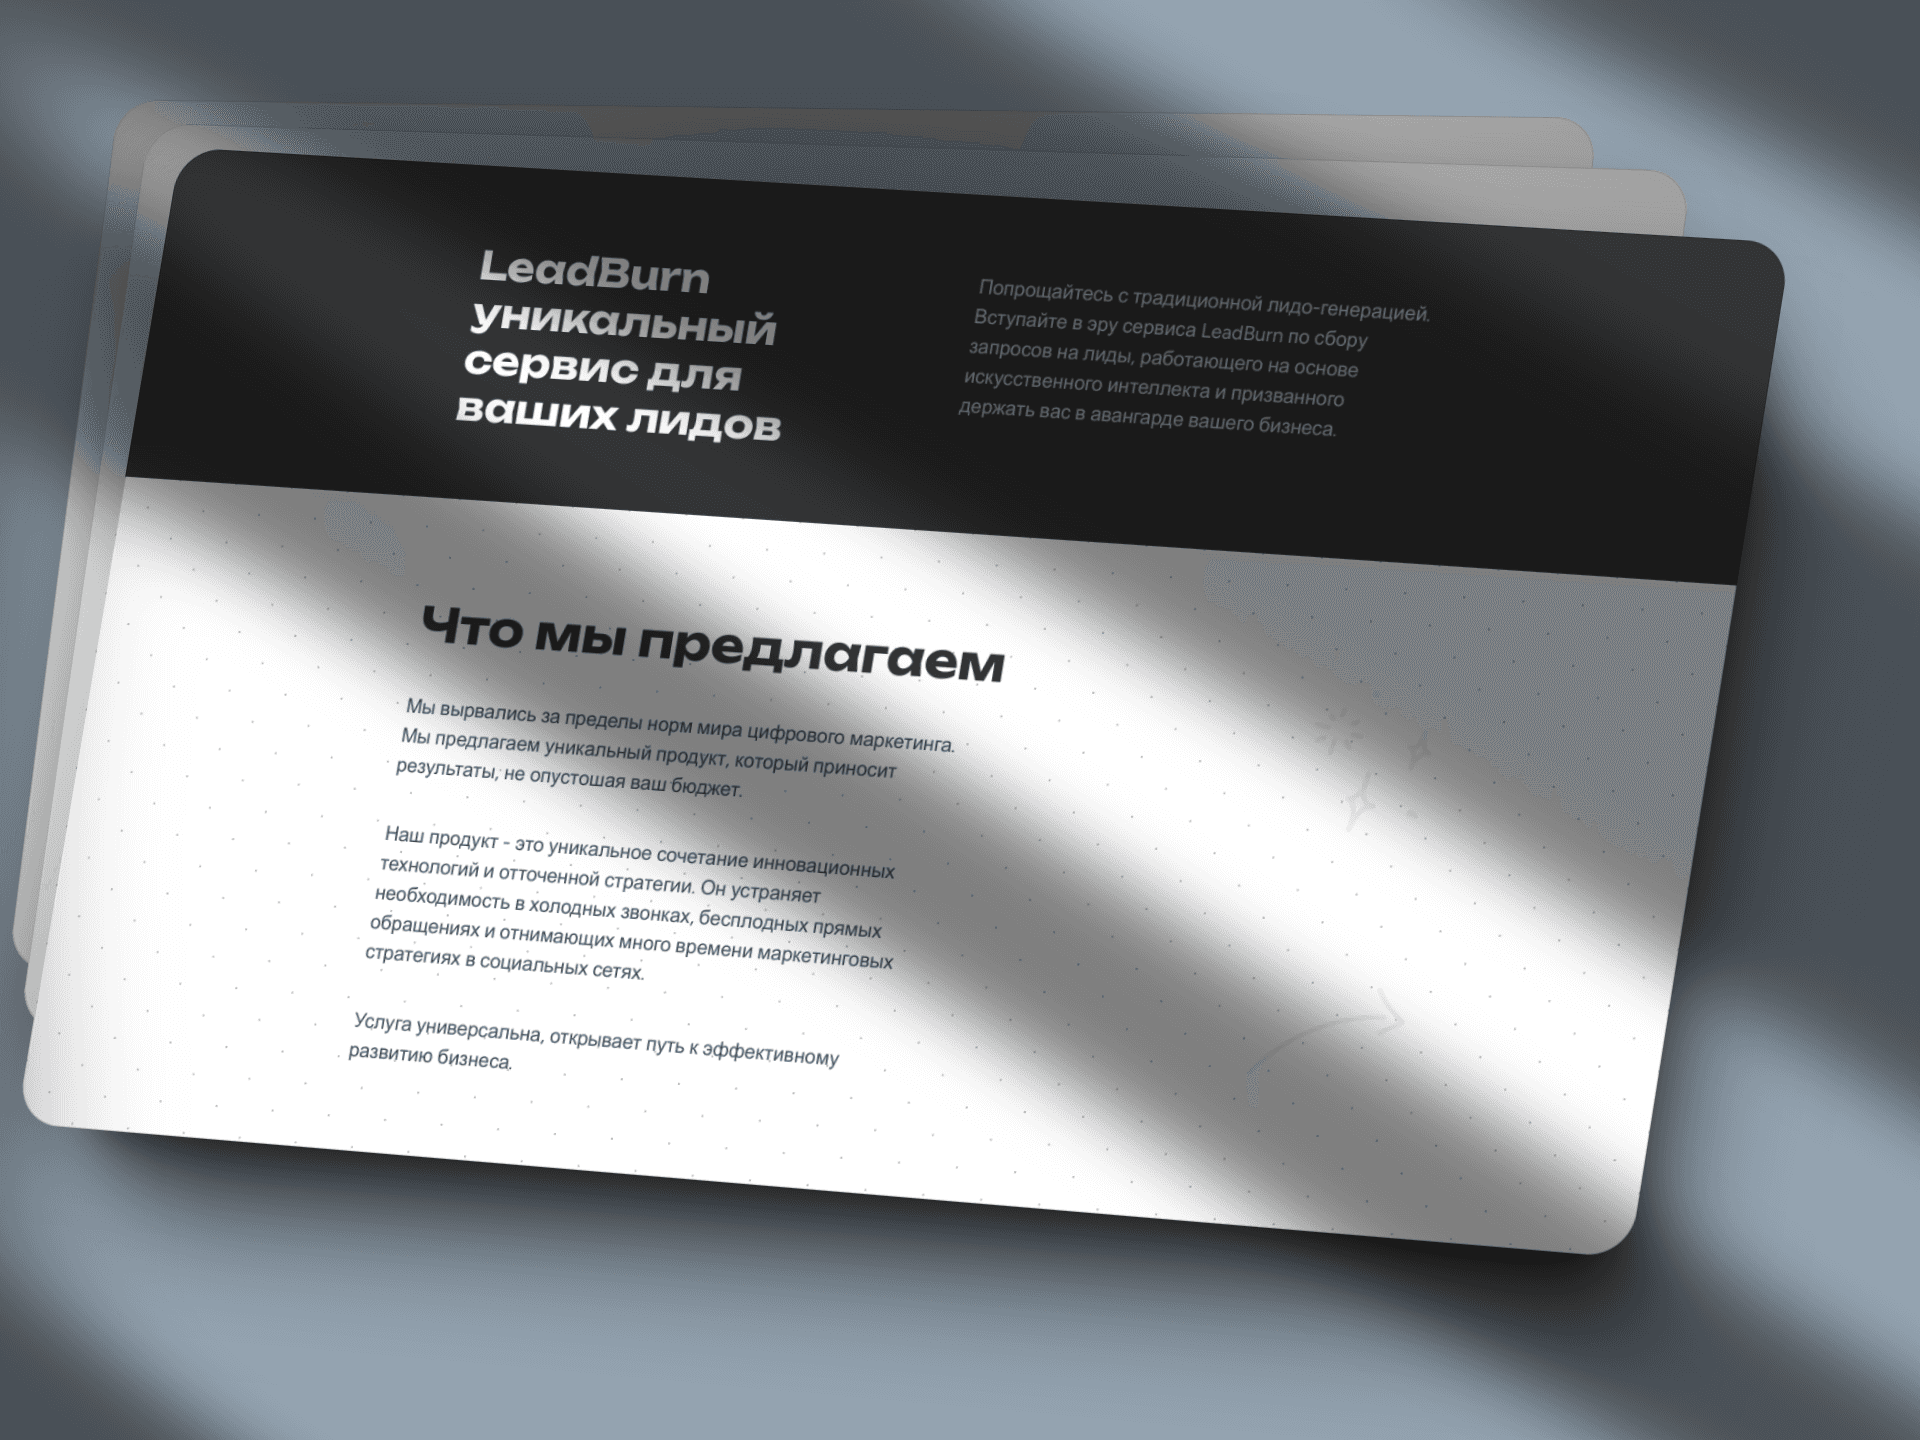 LeadBurn
уникальный
сервис для
ваших лидов
Попрощайтесь с традиционной лидо-генерацией.
Вступайте в эру сервиса LeadBurn по сбору
запросов на лиды, работающего на основе
искусственного интеллекта и призванного
держать вас в авангарде вашего бизнеса.
Что мы предлагаем
Мы вырвались за пределы норм мира цифрового маркетинга.
Мы предлагаем уникальный продукт, который приносит
результаты, не опустошая ваш бюджет.
Наш продукт - это уникальное сочетание инновационных
технологий и отточенной стратегии. Он устраняет
необходимость в холодных звонках, бесплодных прямых
обращениях и отнимающих много времени маркетинговых
стратегиях в социальных сетях.
Услуга универсальна, открывает путь к эффективному
развитию бизнеса.